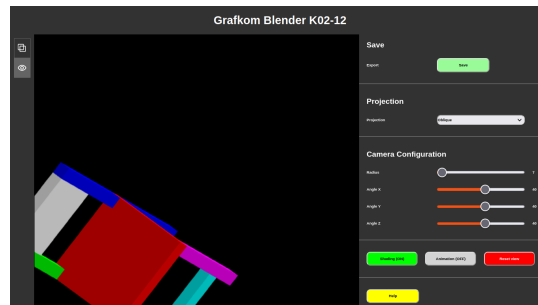 Grafkom Blender K02-12
Save
Export
Save
Projection
Projection
Oblique
Camera Configuration
Radius
Angle X
Angle Y
Angle Z
Shading (ON)
Animation (OFF)
Reset view
Help